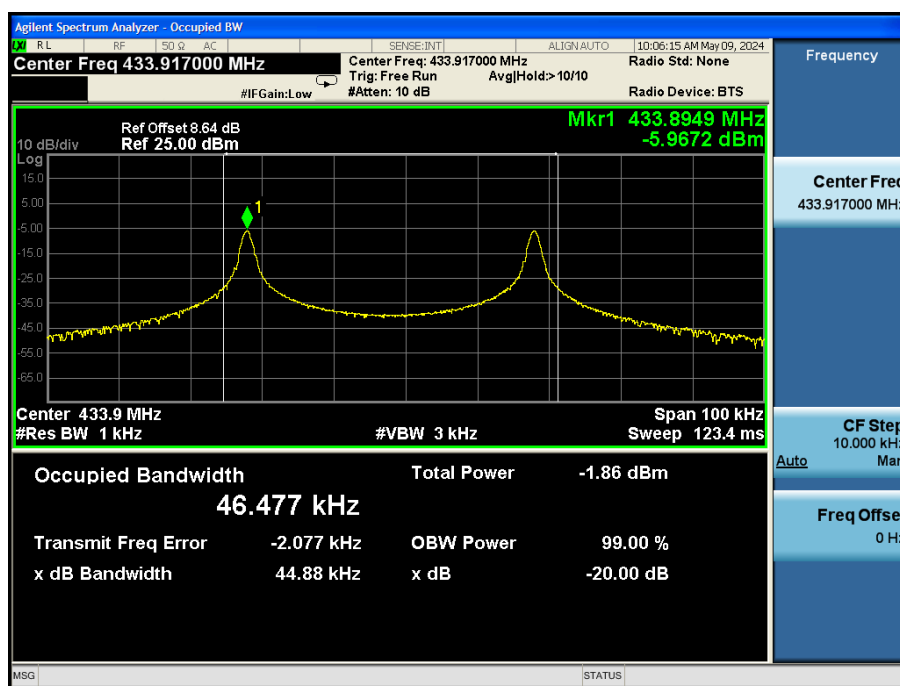 Agilent Spectrum Analyzer - Occupied BW
LXI RL RF 50 Ω AC SENSE:INT ALIGN AUTO 10:06:15 AM May 09, 2024
Center Freq 433.917000 MHz
Center Freq: 433.917000 MHz
Radio Std: None
Trig: Free Run Avg|Hold:>10/10
#IFGain:Low
#Atten: 10 dB
Radio Device: BTS
Ref Offset 8.64 dB
10 dB/div Ref 25.00 dBm
Mkr1 433.8949 MHz
-5.9672 dBm
Log
15.0
5.00
-5.00
-15.0
-25.0
-35.0
-45.0
-55.0
-65.0
1
Center 433.9 MHz
Span 100 kHz
#Res BW 1 kHz
#VBW 3 kHz
Sweep 123.4 ms
Occupied Bandwidth
46.477 kHz
Total Power -1.86 dBm
Transmit Freq Error -2.077 kHz
OBW Power 99.00 %
x dB Bandwidth 44.88 kHz
x dB -20.00 dB
Frequency
Center Freq
433.917000 MHz
CF Step
10.000 kHz
Auto Man
Freq Offset
0 Hz
MSG
STATUS